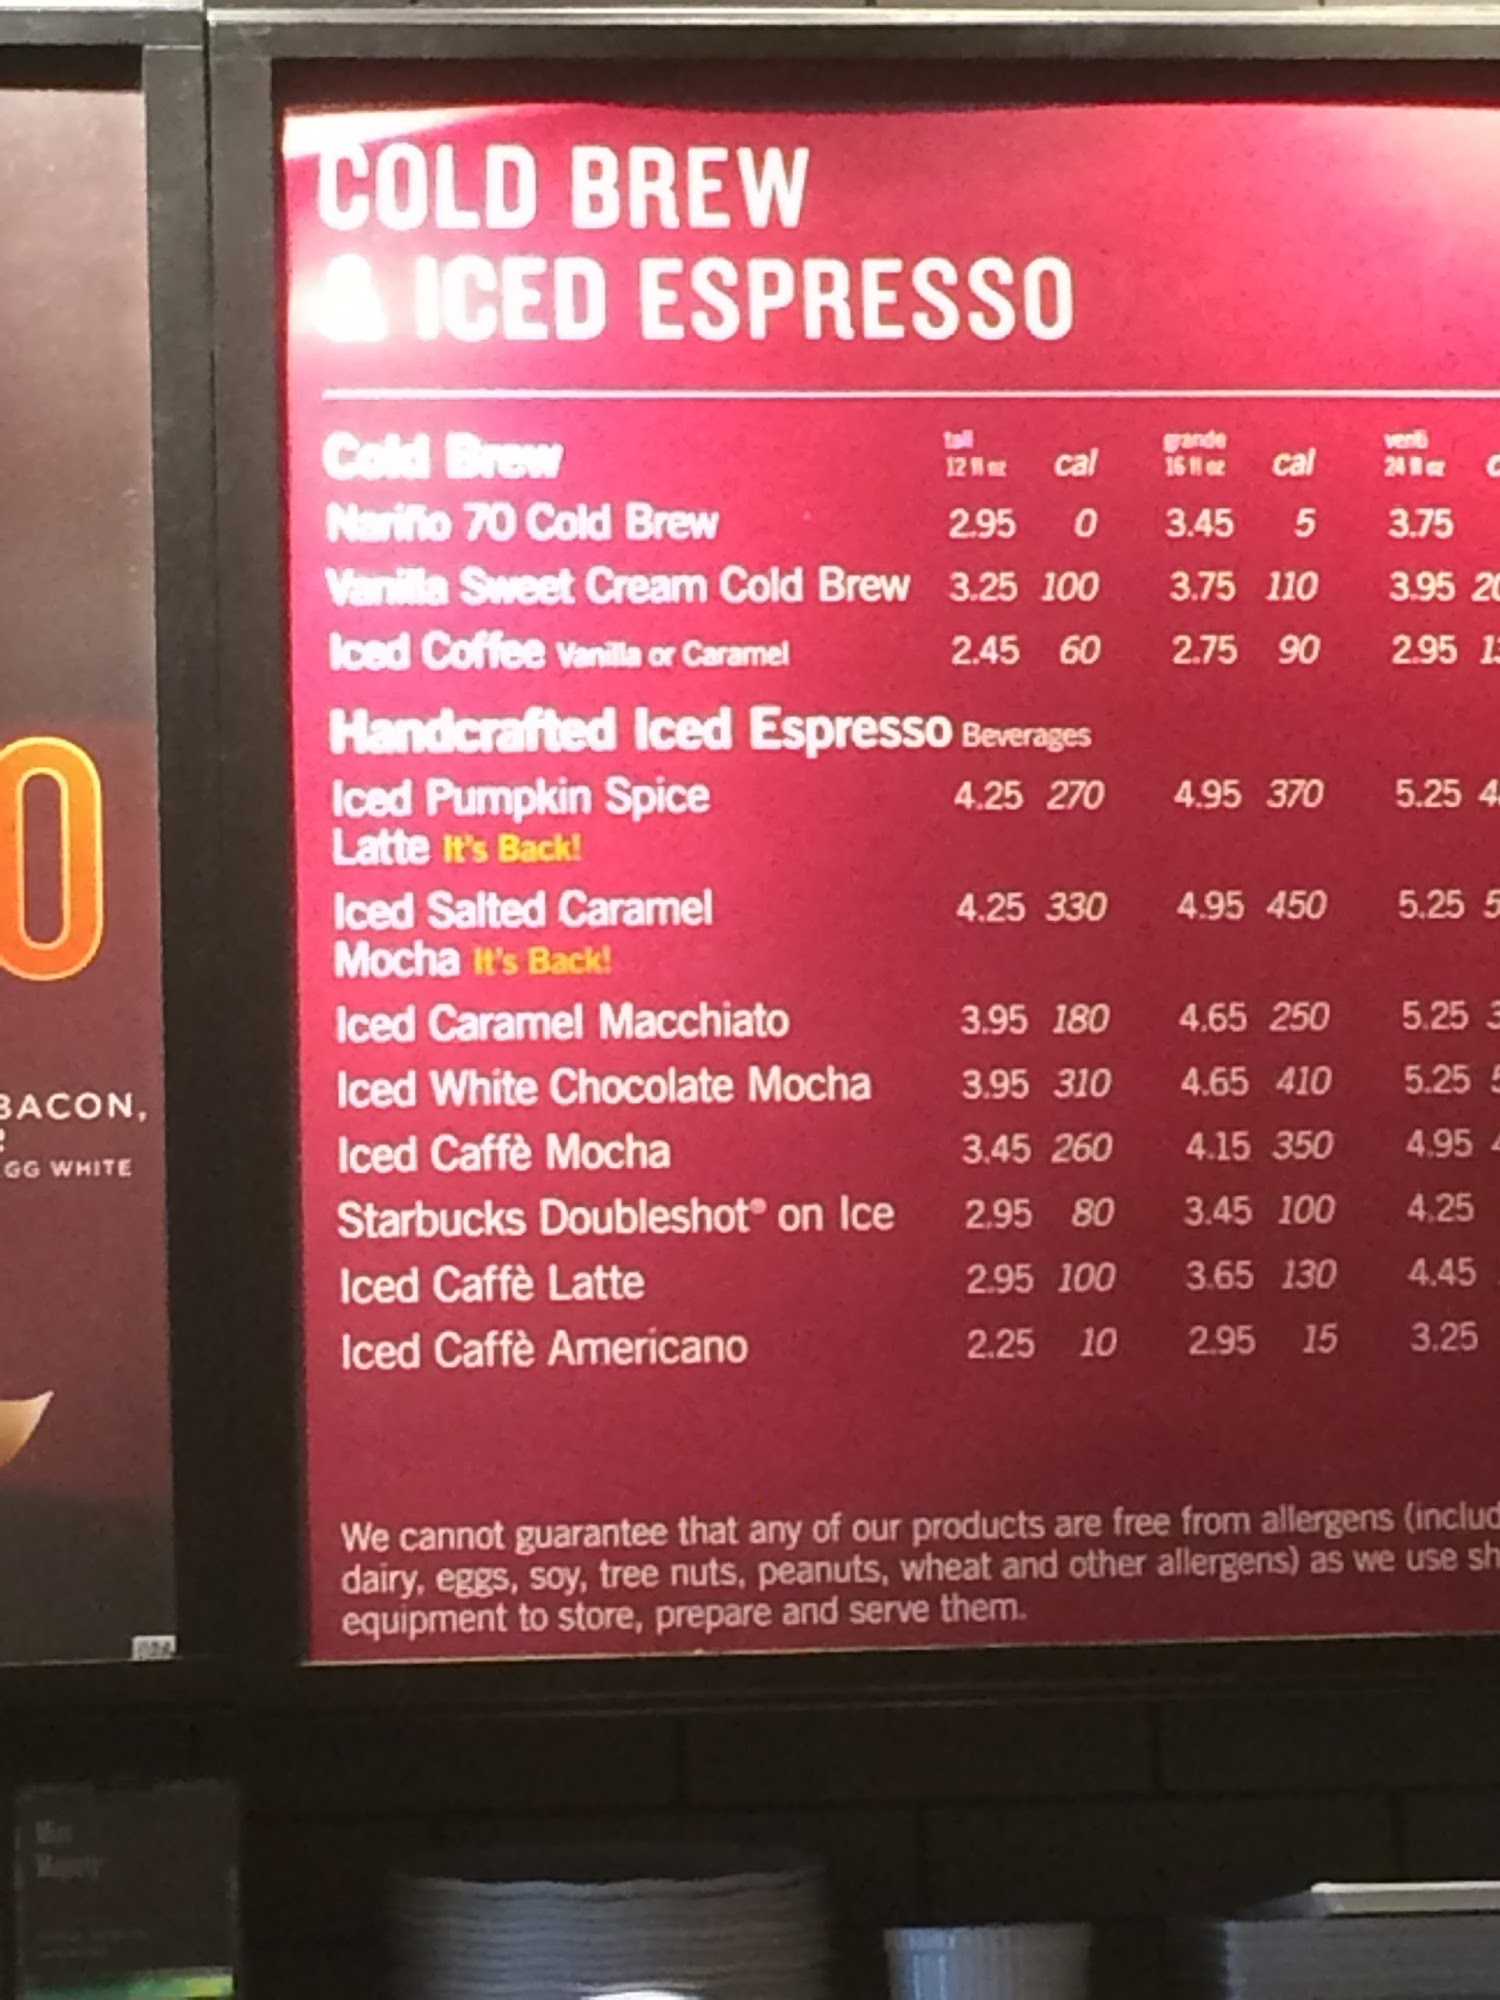 COLD BREW
& ICED ESPRESSO
Cold Brew tall 12 fl oz cal grande 16 fl oz cal venti 24 fl oz
Nariño 70 Cold Brew 2.95 0 3.45 5 3.75
Vanilla Sweet Cream Cold Brew 3.25 100 3.75 110 3.95 20
Iced Coffee Vanilla or Caramel 2.45 60 2.75 90 2.95 13
Handcrafted Iced Espresso Beverages
Iced Pumpkin Spice 4.25 270 4.95 370 5.25 4
Latte It's Back!
Iced Salted Caramel 4.25 330 4.95 450 5.25 5
Mocha It's Back!
Iced Caramel Macchiato 3.95 180 4.65 250 5.25 3
Iced White Chocolate Mocha 3.95 310 4.65 410 5.25 5
Iced Caffè Mocha 3.45 260 4.15 350 4.95 4
Starbucks Doubleshot® on Ice 2.95 80 3.45 100 4.25
Iced Caffè Latte 2.95 100 3.65 130 4.45
Iced Caffè Americano 2.25 10 2.95 15 3.25
We cannot guarantee that any of our products are free from allergens (includ
dairy, eggs, soy, tree nuts, peanuts, wheat and other allergens) as we use sh
equipment to store, prepare and serve them.
0
BACON,
GG WHITE